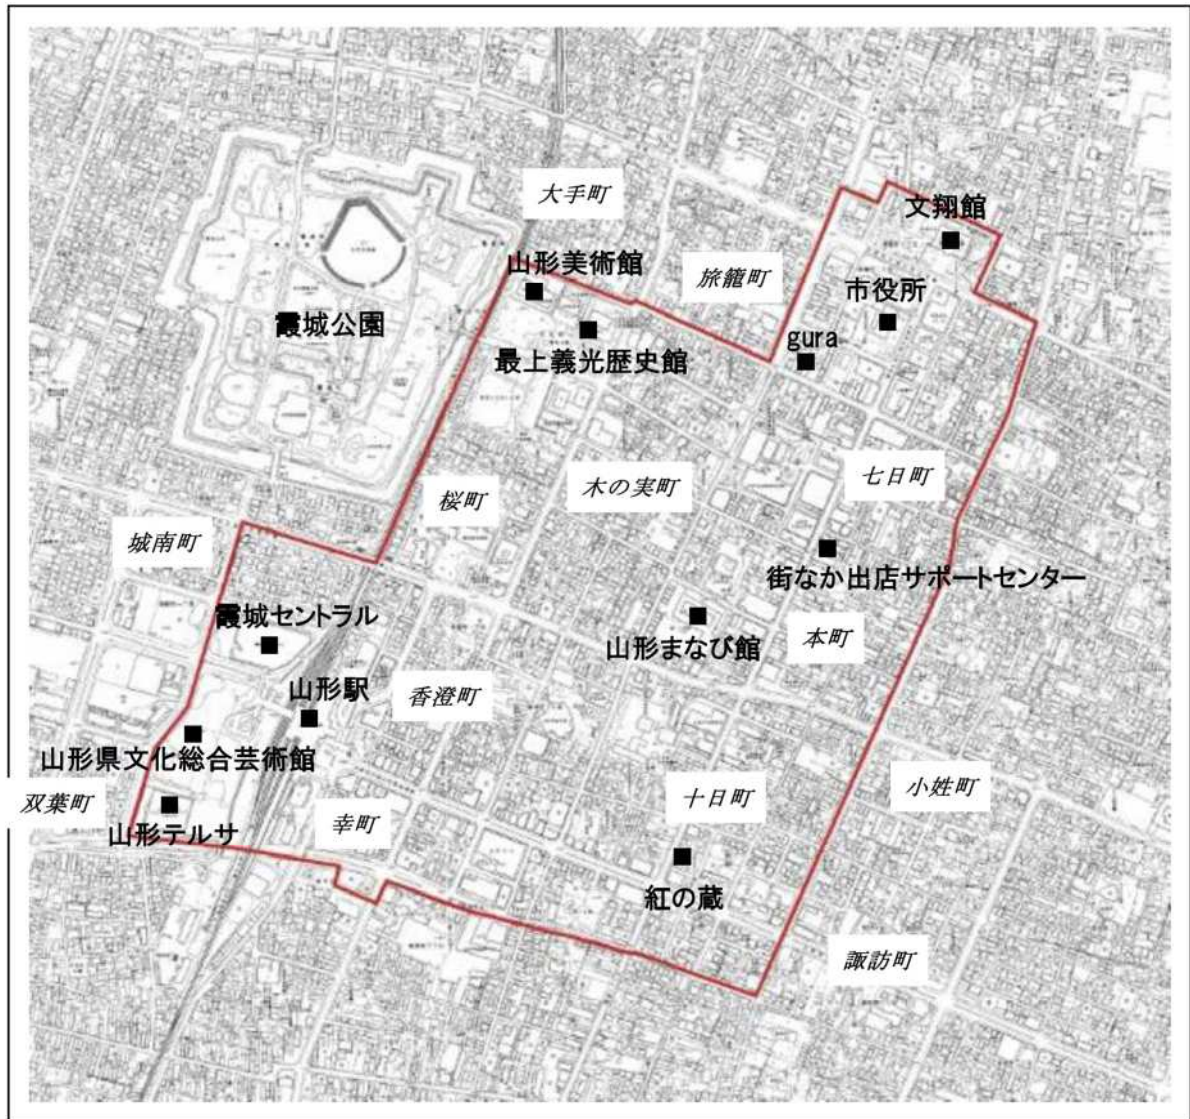 大手町
文翔館
山形美術館
旅籠町
市役所
霞城公園
gura
最上義光歴史館
七日町
木の実町
桜町
城南町
街なか出店サポートセンター
霞城セントラル
山形まなび館
本町
山形駅
香澄町
山形県文化総合芸術館
小姓町
双葉町
十日町
幸町
山形テルサ
紅の蔵
諏訪町